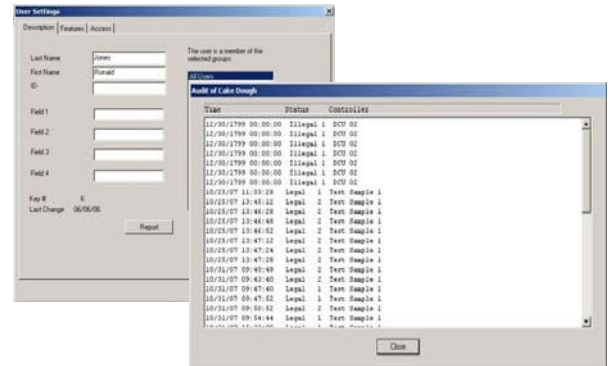 User Settings
Description Features Access
Last Name Jones
First Name Ronald
ID
Field 1
Field 2
Field 3
Field 4
Key # 6
Last Change 06/06/06
Report
The user is a member of the
selected groups:
All Users
Audit of Cake Dough
Time Status Controller
12/30/1799 00:00:00 Illegal 1 DCU 02
12/30/1799 00:00:00 Illegal 1 DCU 02
12/30/1799 00:00:00 Illegal 1 DCU 02
12/30/1799 00:00:00 Illegal 1 DCU 02
12/30/1799 00:00:00 Illegal 1 DCU 02
12/30/1799 00:00:00 Illegal 1 DCU 02
12/30/1799 00:00:00 Illegal 1 DCU 02
10/25/07 11:03:28 Legal 1 Test Sample 1
10/25/07 13:45:12 Legal 2 Test Sample 1
10/25/07 13:46:28 Legal 2 Test Sample 1
10/25/07 13:46:48 Legal 2 Test Sample 1
10/25/07 13:46:52 Legal 2 Test Sample 1
10/25/07 13:47:12 Legal 2 Test Sample 1
10/25/07 13:47:24 Legal 2 Test Sample 1
10/25/07 13:47:28 Legal 2 Test Sample 1
10/31/07 09:40:48 Legal 2 Test Sample 1
10/31/07 09:43:40 Legal 2 Test Sample 1
10/31/07 09:47:40 Legal 1 Test Sample 1
10/31/07 09:47:52 Legal 1 Test Sample 1
10/31/07 09:50:52 Legal 2 Test Sample 1
10/31/07 09:54:44 Legal 1 Test Sample 1
Close